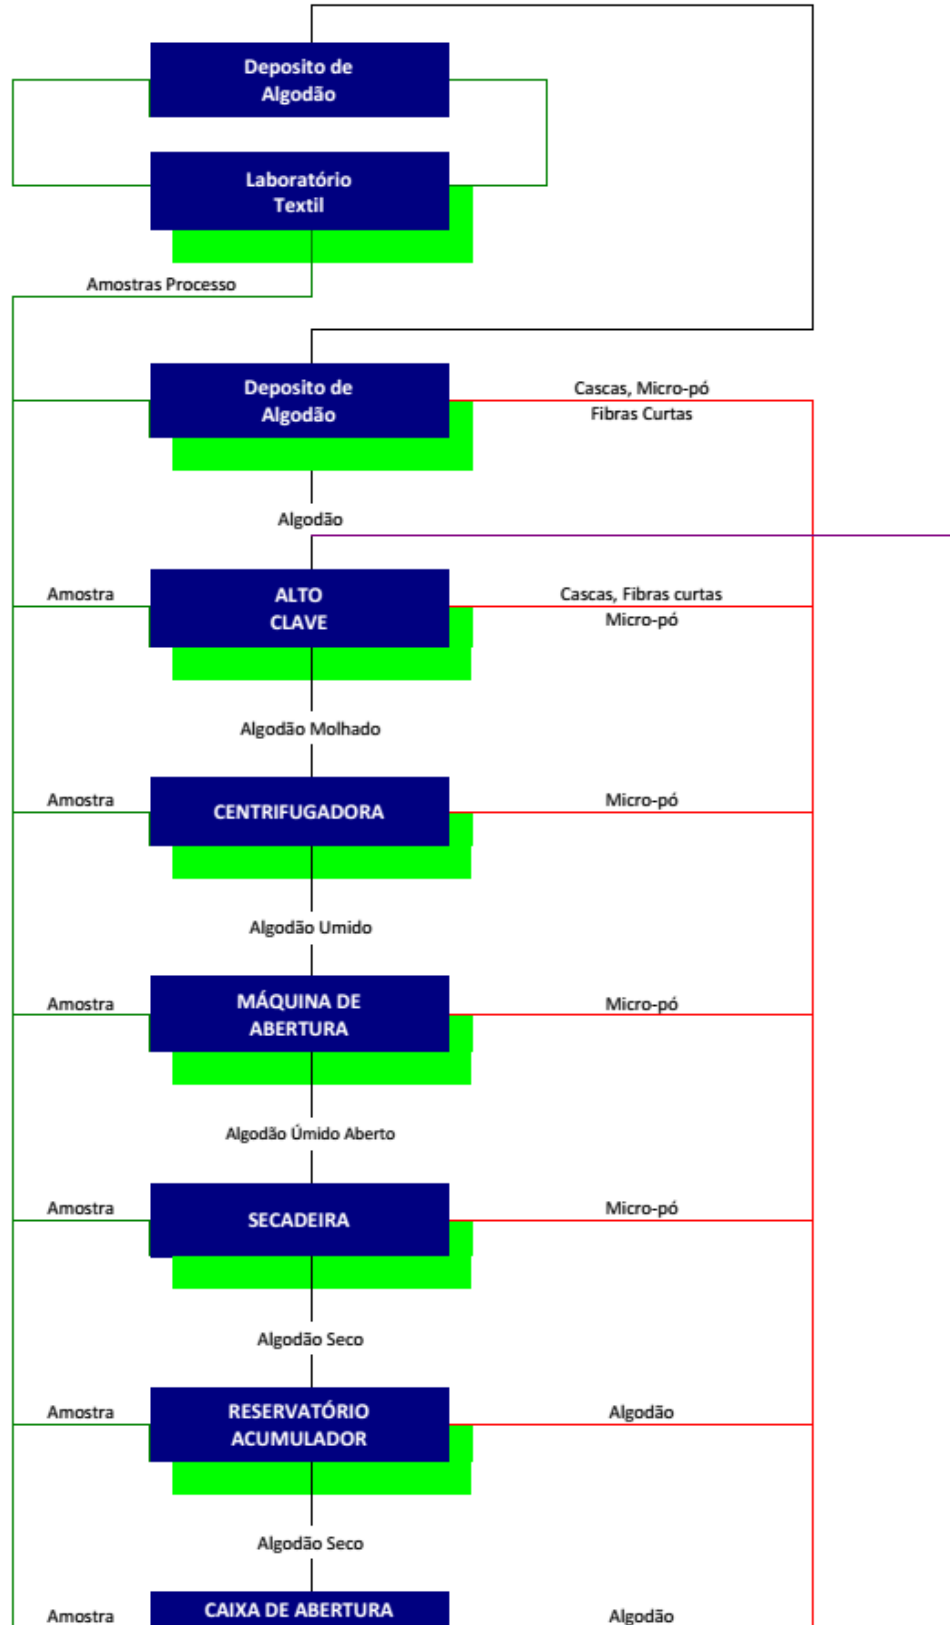 Deposito de
Algodão
Laboratório
Textil
Amostras Processo
Deposito de
Algodão
Cascas, Micro-pó
Fibras Curtas
Algodão
Amostra
ALTO
CLAVE
Cascas, Fibras curtas
Micro-pó
Algodão Molhado
Amostra
CENTRIFUGADORA
Micro-pó
Algodão Umido
Amostra
MÁQUINA DE
ABERTURA
Micro-pó
Algodão Úmido Aberto
Amostra
SECADEIRA
Micro-pó
Algodão Seco
Amostra
RESERVATÓRIO
ACUMULADOR
Algodão
Algodão Seco
Amostra
CAIXA DE ABERTURA
Algodão